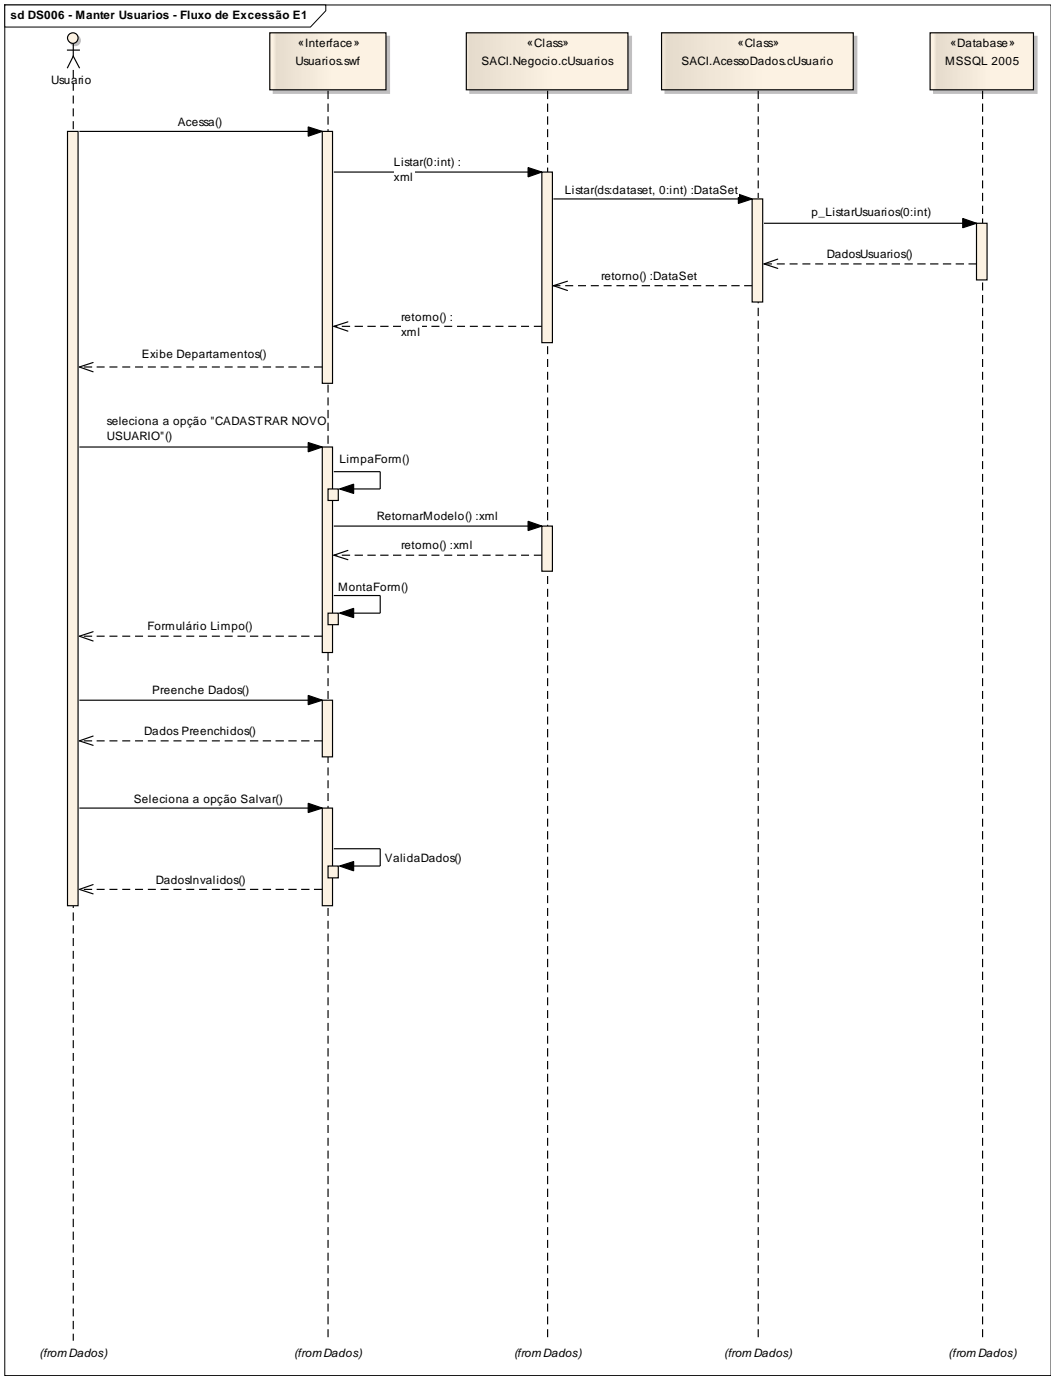 sd DS006 - Manter Usuarios - Fluxo de Excessão E1
Usuario
«Interface»
Usuarios.swf
«Class»
SACI.Negocio.cUsuarios
«Class»
SACI.AcessoDados.cUsuario
«Database»
MSSQL 2005
Acessa()
Listar(0:int) :
xml
Listar(ds:dataset, 0:int) :DataSet
p_ListarUsuarios(0:int)
DadosUsuarios()
retorno() :DataSet
retorno() :
xml
Exibe Departamentos()
seleciona a opção "CADASTRAR NOVO
USUARIO"()
LimpaForm()
RetornarModelo() :xml
retorno() :xml
MontaForm()
Formulário Limpo()
Preenche Dados()
Dados Preenchidos()
Seleciona a opção Salvar()
ValidaDados()
DadosInvalidos()
(from Dados)
(from Dados)
(from Dados)
(from Dados)
(from Dados)